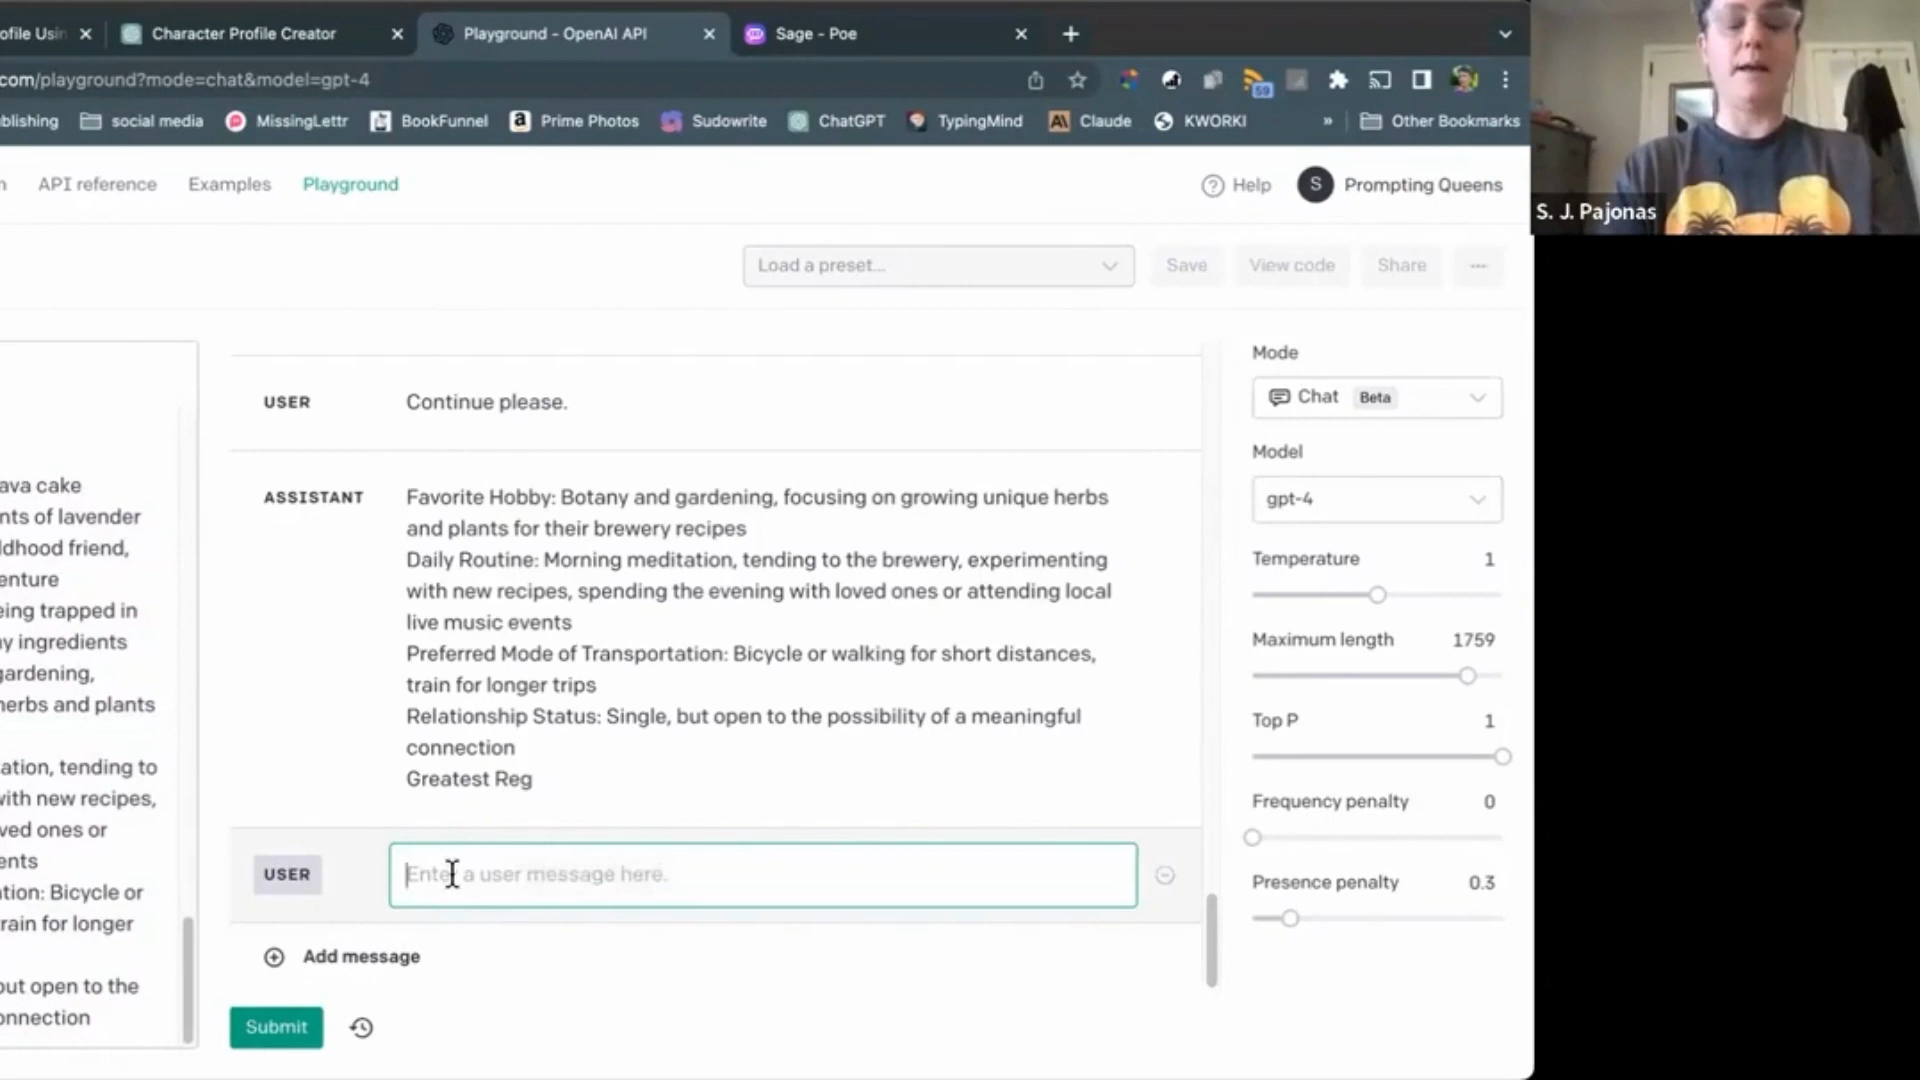 ofile Usin
Character Profile Creator
Playground - OpenAI API
Sage - Poe
com/playground?mode=chat&model=gpt-4
59
blishing
social media
MissingLettr
BookFunnel
Prime Photos
Sudowrite
ChatGPT
TypingMind
Claude
KWORKI
»
Other Bookmarks
S. J. Pajonas
n
API reference
Examples
Playground
Help
S
Prompting Queens
Load a preset...
Save
View code
Share
...
ava cake
nts of lavender
ldhood friend,
enture
eing trapped in
y ingredients
gardening,
herbs and plants
ation, tending to
with new recipes,
ved ones or
ents
tion: Bicycle or
rain for longer
out open to the
onnection
USER
Continue please.
ASSISTANT
Favorite Hobby: Botany and gardening, focusing on growing unique herbs
and plants for their brewery recipes
Daily Routine: Morning meditation, tending to the brewery, experimenting
with new recipes, spending the evening with loved ones or attending local
live music events
Preferred Mode of Transportation: Bicycle or walking for short distances,
train for longer trips
Relationship Status: Single, but open to the possibility of a meaningful
connection
Greatest Reg
USER
Enter a user message here.
Add message
Submit
Mode
Chat Beta
Model
gpt-4
Temperature 1
Maximum length 1759
Top P 1
Frequency penalty 0
Presence penalty 0.3